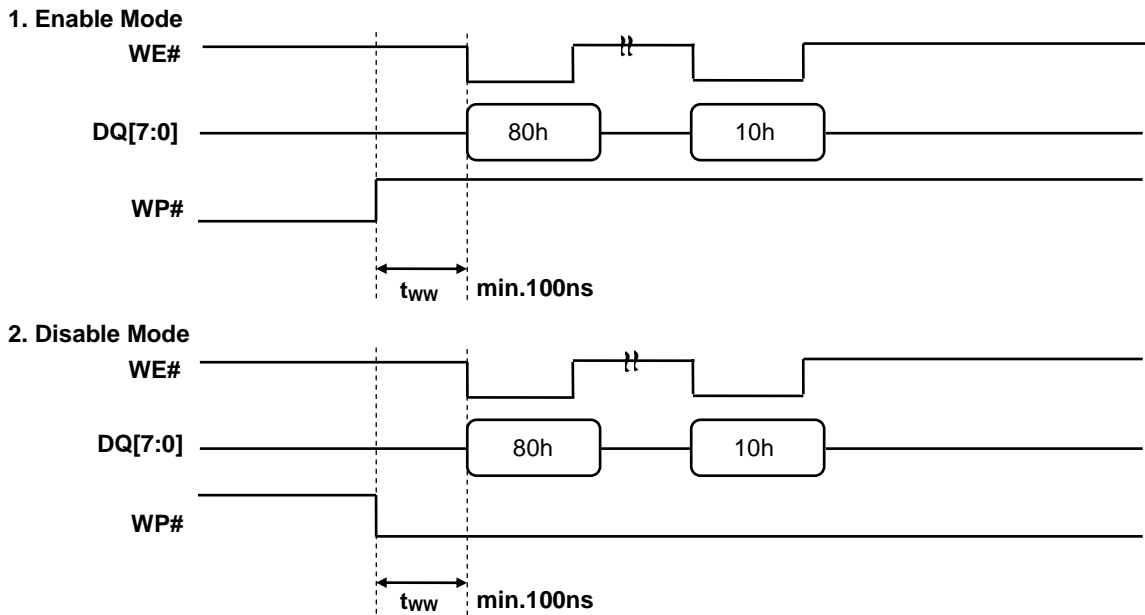 1. Enable Mode
WE#
DQ[7:0]
80h
10h
WP#
tWW
min.100ns
2. Disable Mode
WE#
DQ[7:0]
80h
10h
WP#
tWW
min.100ns